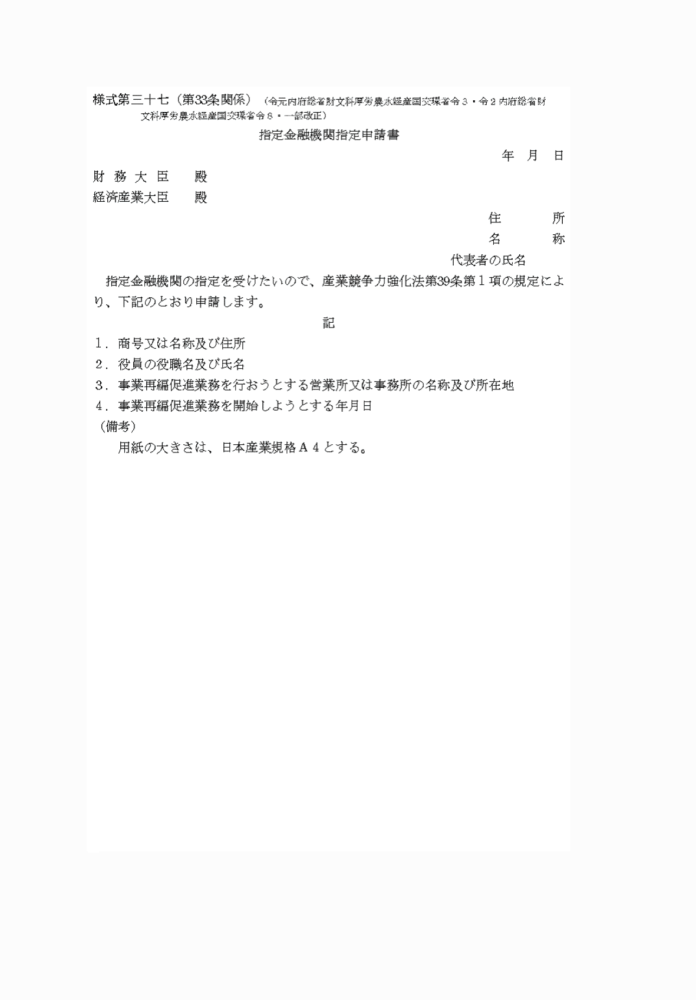 様式第三十七（第33条関係）（令元内府総省財文科厚労農水経産国交環省令３・令２内府総省財
文科厚労農水経産国交環省令８・一部改正）
指定金融機関指定申請書
年　月　日
財　務　大　臣　　殿
経済産業大臣　　殿
住　　　　所
名　　　　称
代表者の氏名
指定金融機関の指定を受けたいので、産業競争力強化法第39条第１項の規定によ
り、下記のとおり申請します。
記
１．商号又は名称及び住所
２．役員の役職名及び氏名
３．事業再編促進業務を行おうとする営業所又は事務所の名称及び所在地
４．事業再編促進業務を開始しようとする年月日
（備考）
用紙の大きさは、日本産業規格Ａ４とする。